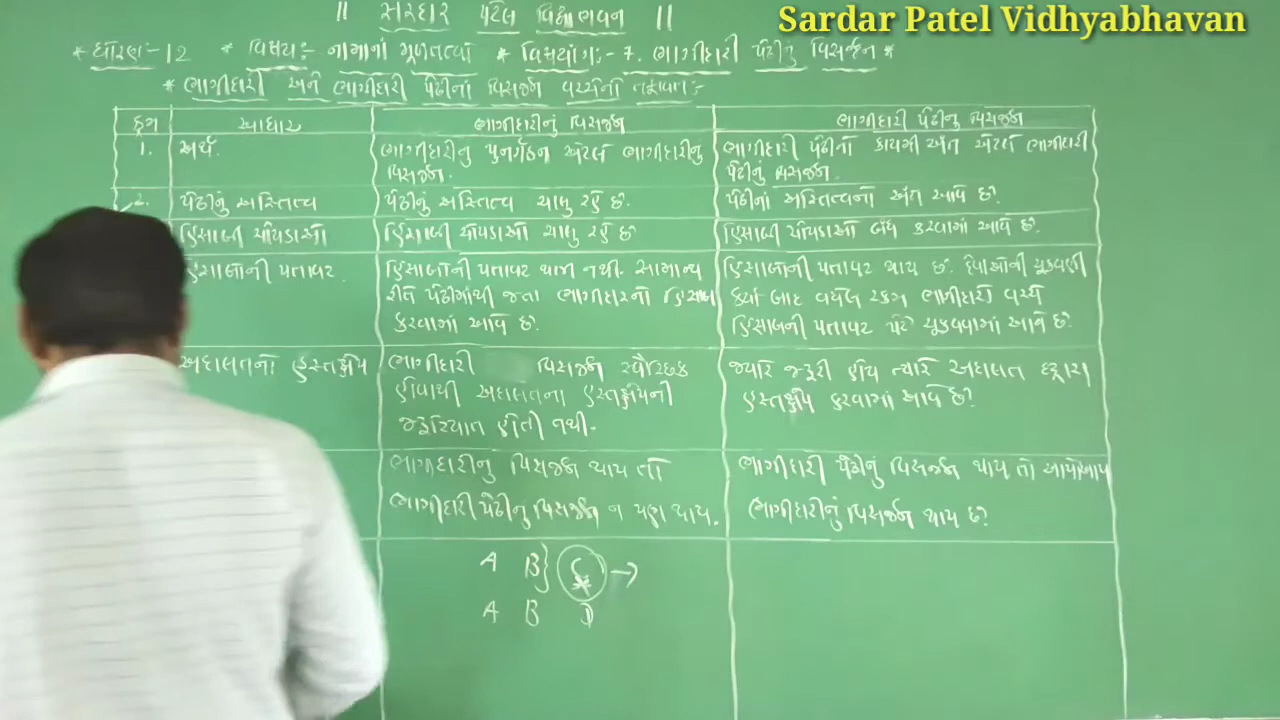 || સરદાર પટેલ વિદ્યાભવન ||
Sardar Patel Vidhyabhavan
* ધોરણ:- 12 * વિષય:- નામાનાં મૂળતત્વો * વિષયાંગ:- 7. ભાગીદારી પેઢીનું વિસર્જન *
* ભાગીદારી અને ભાગીદારી પેઢીના વિસર્જન વચ્ચેનો તફાવત:-
ક્રમ આધાર ભાગીદારીનું વિસર્જન ભાગીદારી પેઢીનું વિસર્જન
1. અર્થ. ભાગીદારીનું પુનર્ગઠન એટલે ભાગીદારીનું ભાગીદારી પેઢીનો કાયમી અંત એટલે ભાગીદારી
વિસર્જન. પેઢીનું વિસર્જન.
2. પેઢીનું અસ્તિત્વ પેઢીનું અસ્તિત્વ ચાલુ રહે છે. પેઢીના અસ્તિત્વનો અંત આવે છે.
હિસાબી ચોપડાઓ હિસાબી ચોપડાઓ ચાલુ રહે છે હિસાબી ચોપડાઓ બંધ કરવામાં આવે છે.
હિસાબોની પતાવટ. હિસાબોની પતાવટ થતી નથી. સામાન્ય હિસાબોની પતાવટ થાય છે. દેવાઓની ચૂકવણી
રીતે પેઢીમાંથી જતા ભાગીદારનો હિસાબ કર્યા બાદ વધેલ રકમ ભાગીદારો વચ્ચે
કરવામાં આવે છે. હિસાબની પતાવટ પેટે ચૂકવવામાં આવે છે.
અદાલતનો હસ્તક્ષેપ ભાગીદારી વિસર્જન સ્વૈચ્છિક જ્યારે જરૂરી હોય ત્યારે અદાલત દ્વારા
હોવાથી અદાલતના હસ્તક્ષેપની હસ્તક્ષેપ કરવામાં આવે છે.
જરૂરિયાત હોતી નથી.
ભાગીદારીનું વિસર્જન થાય તો ભાગીદારી પેઢીનું વિસર્જન થાય તો આપોઆપ
ભાગીદારી પેઢીનું વિસર્જન ન પણ થાય. ભાગીદારીનું વિસર્જન થાય છે.
A B } C →
A B D